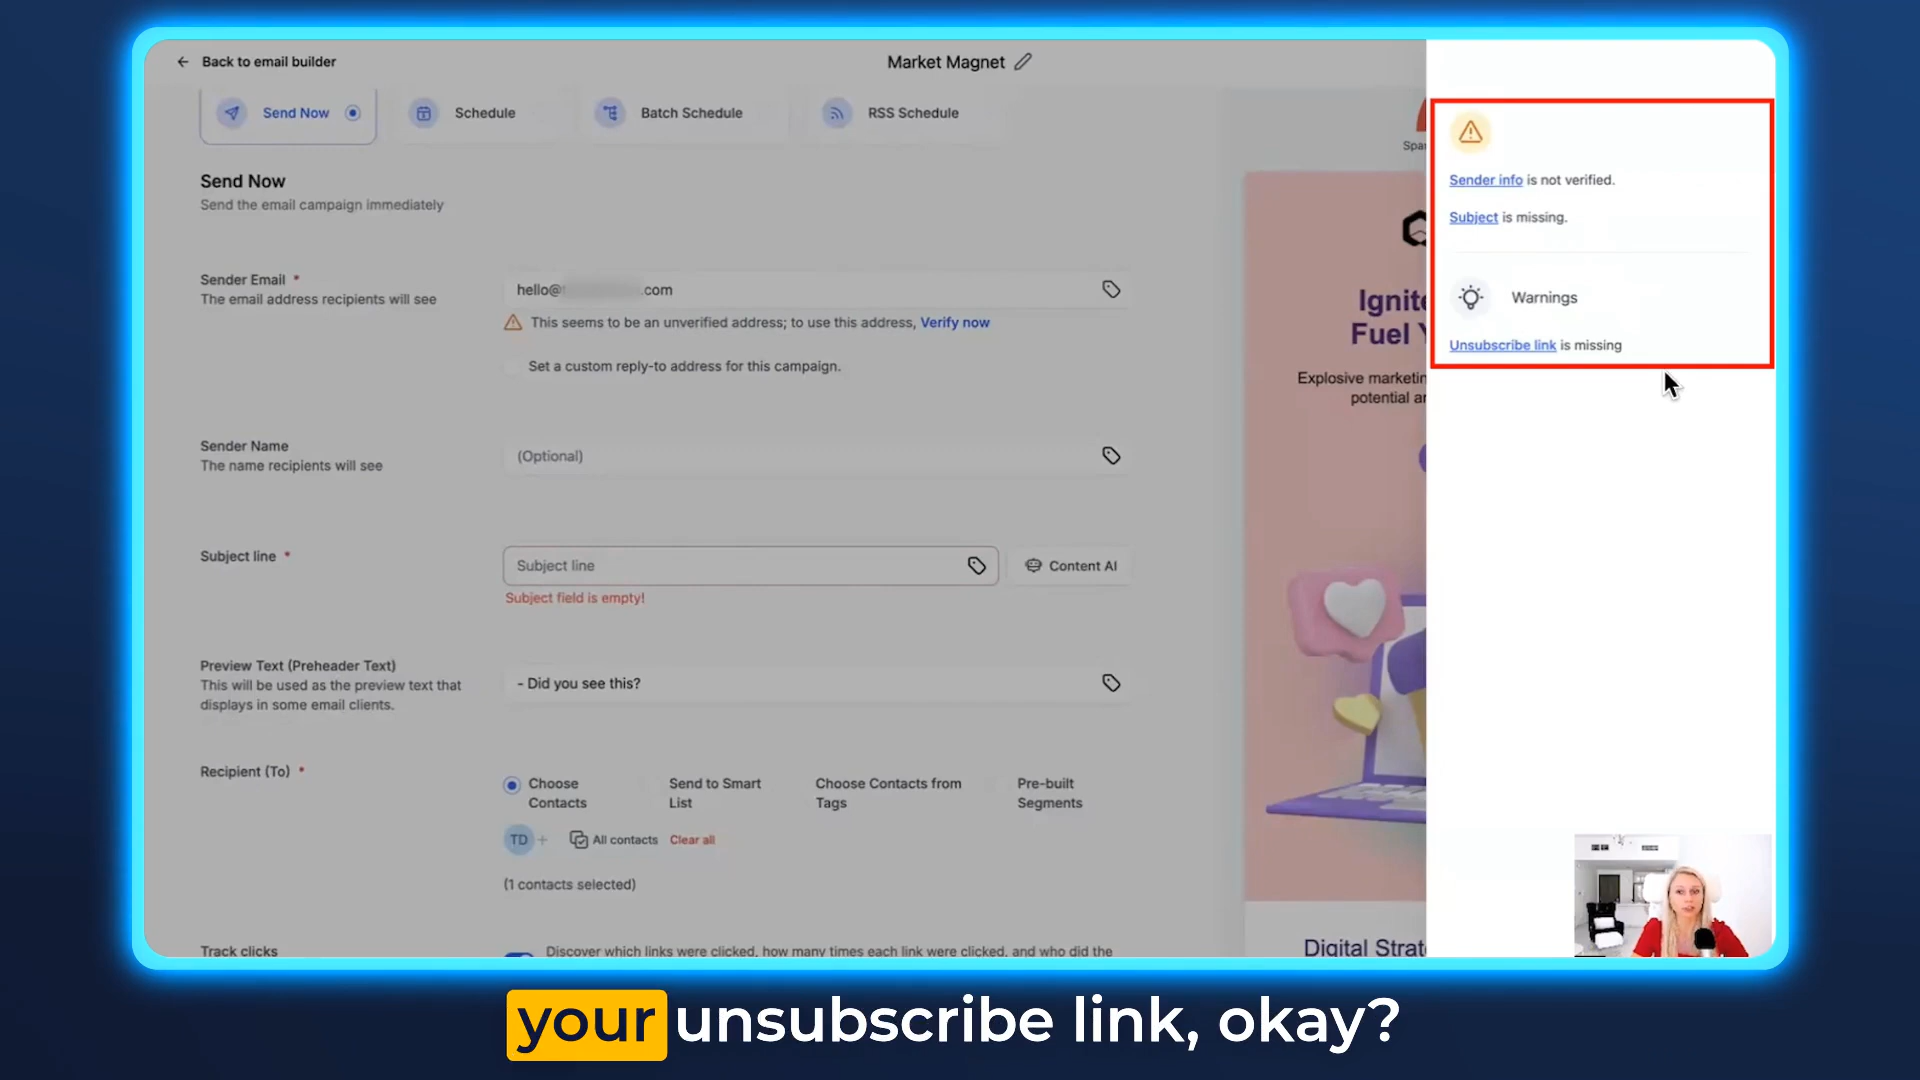 Back to email builder
Market Magnet
Send Now
Schedule
Batch Schedule
RSS Schedule
Send Now
Send the email campaign immediately
Sender Email *
The email address recipients will see
hello@
.com
This seems to be an unverified address; to use this address, Verify now
Set a custom reply-to address for this campaign.
Sender Name
The name recipients will see
(Optional)
Subject line *
Subject line
Content AI
Subject field is empty!
Preview Text (Preheader Text)
This will be used as the preview text that
displays in some email clients.
- Did you see this?
Recipient (To) *
Choose
Contacts
Send to Smart
List
Choose Contacts from
Tags
Pre-built
Segments
TD
+
All contacts
Clear all
(1 contacts selected)
Track clicks
Discover which links were clicked, how many times each link were clicked, and who did the
Ignite
Fuel Y
Explosive marketin
potential a
Digital Strat
Sender info is not verified.
Subject is missing.
Warnings
Unsubscribe link is missing
your unsubscribe link, okay?